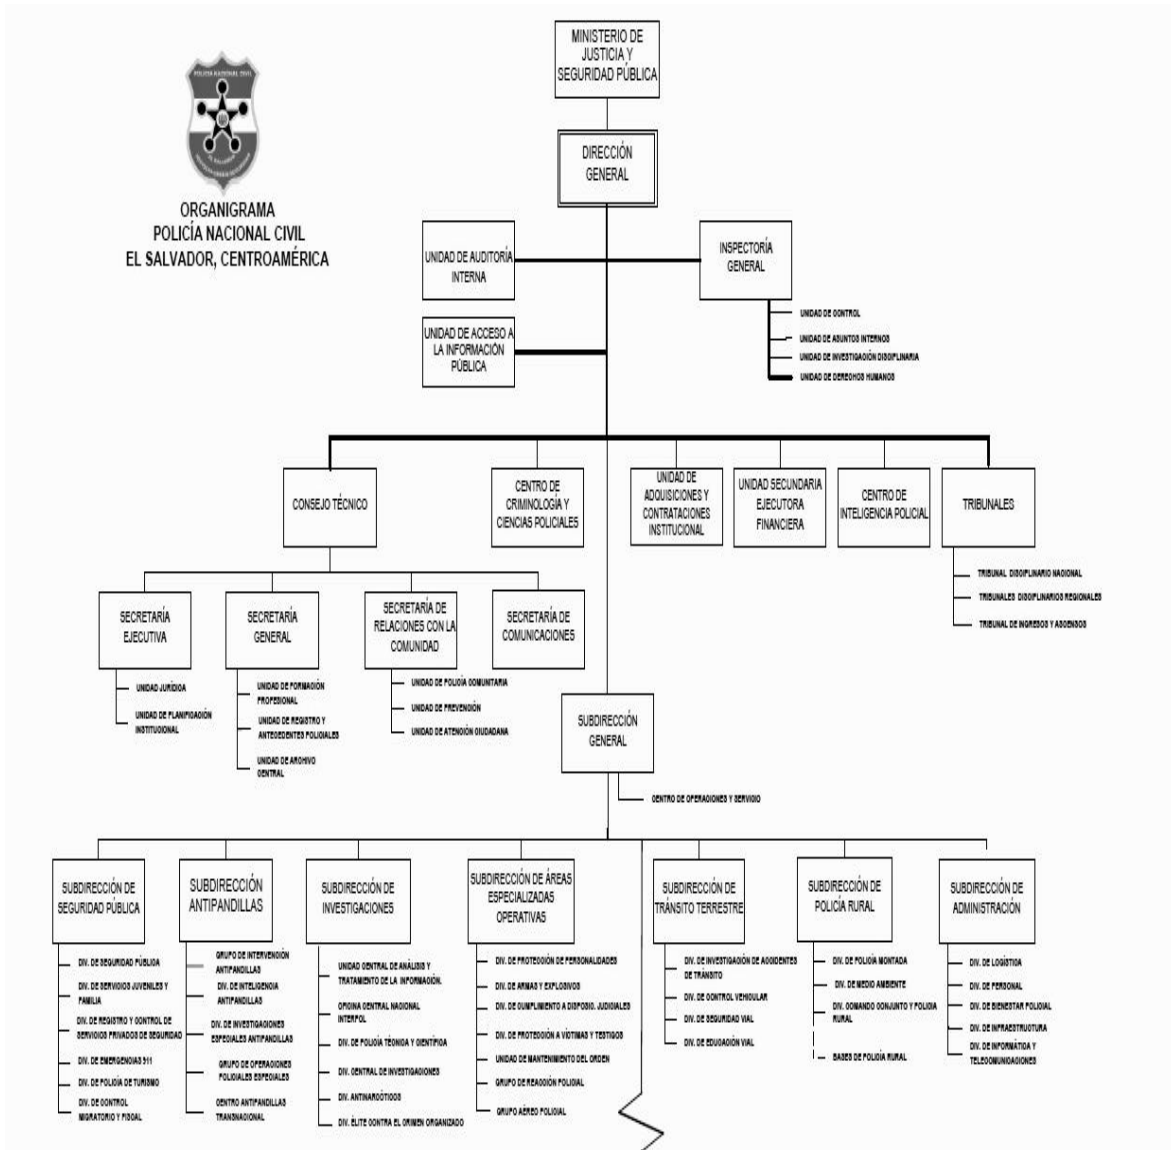 MINISTERIO DE
JUSTICIA Y
SEGURIDAD PÚBLICA
DIRECCIÓN
GENERAL
POLICÍA NACIONAL CIVIL
EL SALVADOR
ORGANIGRAMA
POLICÍA NACIONAL CIVIL
EL SALVADOR, CENTROAMÉRICA
UNIDAD DE AUDITORÍA
INTERNA
INSPECTORÍA
GENERAL
UNIDAD DE CONTROL
UNIDAD DE ASUNTOS INTERNOS
UNIDAD DE INVESTIGACIÓN DISCIPLINARIA
UNIDAD DE DERECHOS HUMANOS
UNIDAD DE ACCESO A
LA INFORMACIÓN
PÚBLICA
CONSEJO TÉCNICO
CENTRO DE
CRIMINOLOGÍA Y
CIENCIAS POLICIALES
UNIDAD DE
ADQUISICIONES Y
CONTRATACIONES
INSTITUCIONAL
UNIDAD SECUNDARIA
EJECUTORA
FINANCIERA
CENTRO DE
INTELIGENCIA POLICIAL
TRIBUNALES
TRIBUNAL DISCIPLINARIO NACIONAL
TRIBUNALES DISCIPLINARIOS REGIONALES
TRIBUNAL DE INGRESOS Y ASCENSOS
SECRETARÍA
EJECUTIVA
UNIDAD JURÍDICA
UNIDAD DE PLANIFICACIÓN
INSTITUCIONAL
SECRETARÍA
GENERAL
UNIDAD DE FORMACIÓN
PROFESIONAL
UNIDAD DE REGISTRO Y
ANTECEDENTES POLICIALES
UNIDAD DE ARCHIVO
CENTRAL
SECRETARÍA DE
RELACIONES CON LA
COMUNIDAD
UNIDAD DE POLICÍA COMUNITARIA
UNIDAD DE PREVENCIÓN
UNIDAD DE ATENCIÓN CIUDADANA
SECRETARÍA DE
COMUNICACIONES
SUBDIRECCIÓN
GENERAL
CENTRO DE OPERACIONES Y SERVICIO
SUBDIRECCIÓN DE
SEGURIDAD PÚBLICA
DIV. DE SEGURIDAD PÚBLICA
DIV. DE SERVICIOS JUVENILES Y
FAMILIA
DIV. DE REGISTRO Y CONTROL DE
SERVICIOS PRIVADOS DE SEGURIDAD
DIV. DE EMERGENCIAS 911
DIV. DE POLICÍA DE TURISMO
DIV. DE CONTROL
MIGRATORIO Y FISCAL
SUBDIRECCIÓN
ANTIPANDILLAS
GRUPO DE INTERVENCIÓN
ANTIPANDILLAS
DIV. DE INTELIGENCIA
ANTIPANDILLAS
DIV. DE INVESTIGACIONES
ESPECIALES ANTIPANDILLAS
GRUPO DE OPERACIONES
POLICIALES ESPECIALES
CENTRO ANTIPANDILLAS
TRANSNACIONAL
SUBDIRECCIÓN DE
INVESTIGACIONES
UNIDAD CENTRAL DE ANÁLISIS Y
TRATAMIENTO DE LA INFORMACIÓN.
OFICINA CENTRAL NACIONAL
INTERPOL
DIV. DE POLICÍA TÉCNICA Y CIENTÍFICA
DIV. CENTRAL DE INVESTIGACIONES
DIV. ANTINARCÓTICOS
DIV. ÉLITE CONTRA EL CRIMEN ORGANIZADO
SUBDIRECCIÓN DE ÁREAS
ESPECIALIZADAS
OPERATIVAS
DIV. DE PROTECCIÓN DE PERSONALIDADES
DIV. DE ARMAS Y EXPLOSIVOS
DIV. DE CUMPLIMIENTO A DISPOSIC. JUDICIALES
DIV. DE PROTECCIÓN A VÍCTIMAS Y TESTIGOS
UNIDAD DE MANTENIMIENTO DEL ORDEN
GRUPO DE REACCIÓN POLICIAL
GRUPO AÉREO POLICIAL
SUBDIRECCIÓN DE
TRÁNSITO TERRESTRE
DIV. DE INVESTIGACIÓN DE ACCIDENTES
DE TRÁNSITO
DIV. DE CONTROL VEHICULAR
DIV. DE SEGURIDAD VIAL
DIV. DE EDUCACIÓN VIAL
SUBDIRECCIÓN DE
POLICÍA RURAL
DIV. DE POLICÍA MONTADA
DIV. DE MEDIO AMBIENTE
DIV. COMANDO CONJUNTO Y POLICIA
RURAL
BASES DE POLICÍA RURAL
SUBDIRECCIÓN DE
ADMINISTRACIÓN
DIV. DE LOGÍSTICA
DIV. DE PERSONAL
DIV. DE BIENESTAR POLICIAL
DIV. DE INFRAESTRUCTURA
DIV. DE INFORMÁTICA Y
TELECOMUNICACIONES